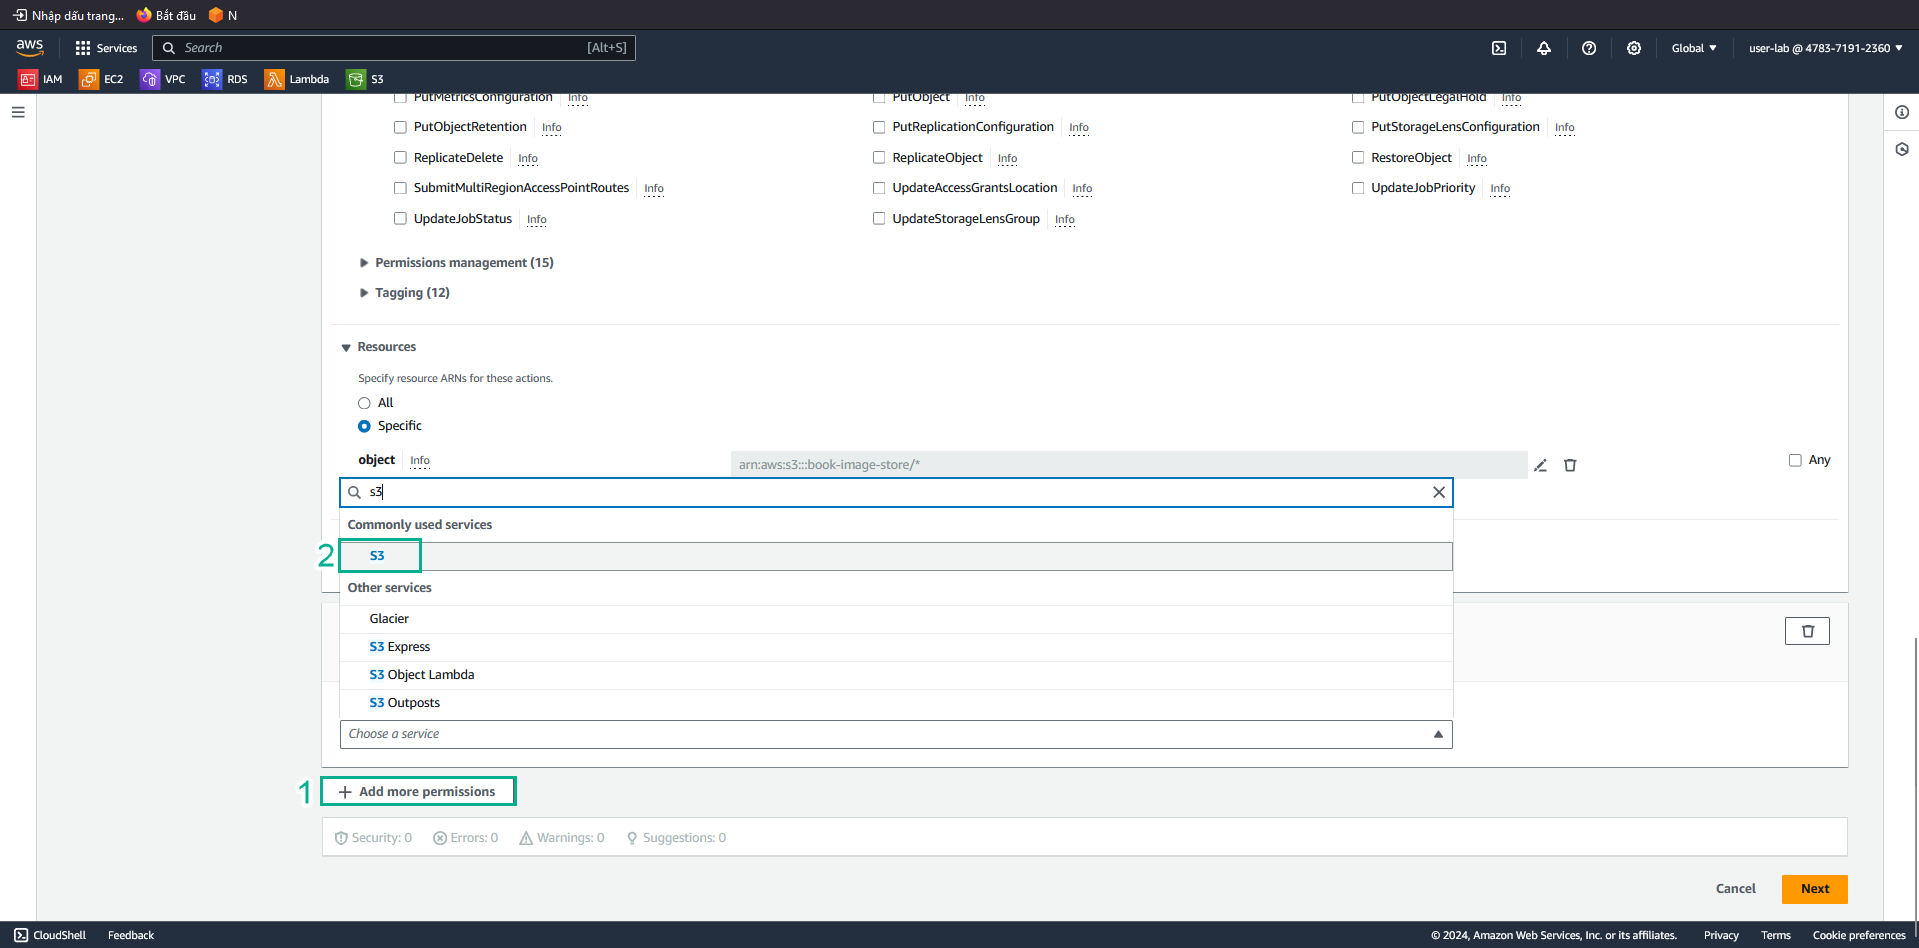 Nhập dấu trang... Bắt đầu N
aws Services Search [Alt+S] Global user-lab @ 4783-7191-2360
IAM EC2 VPC RDS Lambda S3
PutMetricsConfiguration Info PutObject Info PutObjectLegalHold Info
PutObjectRetention Info PutReplicationConfiguration Info PutStorageLensConfiguration Info
ReplicateDelete Info ReplicateObject Info RestoreObject Info
SubmitMultiRegionAccessPointRoutes Info UpdateAccessGrantsLocation Info UpdateJobPriority Info
UpdateJobStatus Info UpdateStorageLensGroup Info
Permissions management (15)
Tagging (12)
Resources
Specify resource ARNs for these actions.
All
Specific
object Info arn:aws:s3:::book-image-store/* Any
s3
Commonly used services
2 S3
Other services
Glacier
S3 Express
S3 Object Lambda
S3 Outposts
Choose a service
1 Add more permissions
Security: 0 Errors: 0 Warnings: 0 Suggestions: 0
Cancel Next
CloudShell Feedback © 2024, Amazon Web Services, Inc. or its affiliates. Privacy Terms Cookie preferences